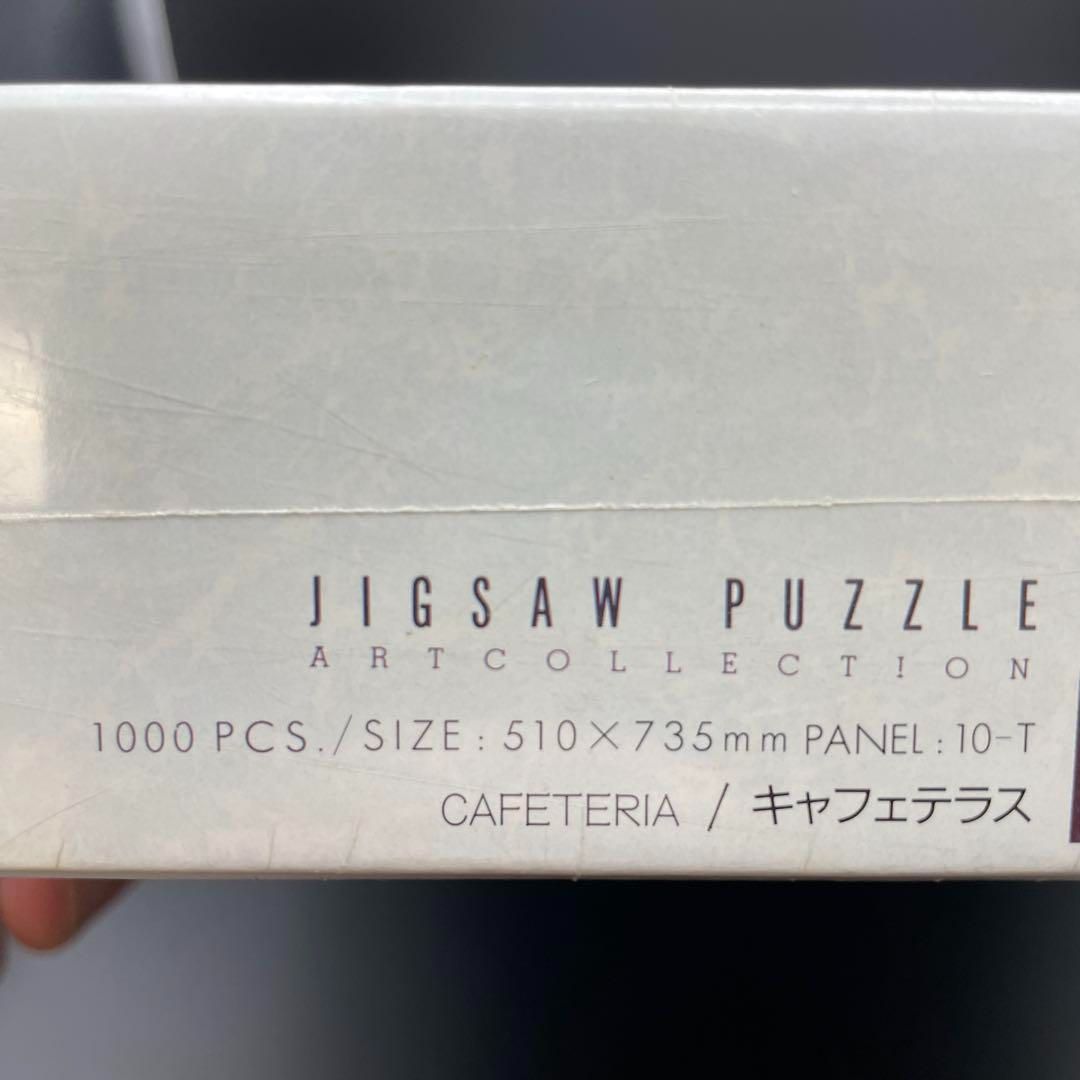 JIGSAW PUZZLE
ARTCOLLECTION
1000 PCS./SIZE : 510×735mm PANEL : 10-T
CAFETERIA / キャフェテラス